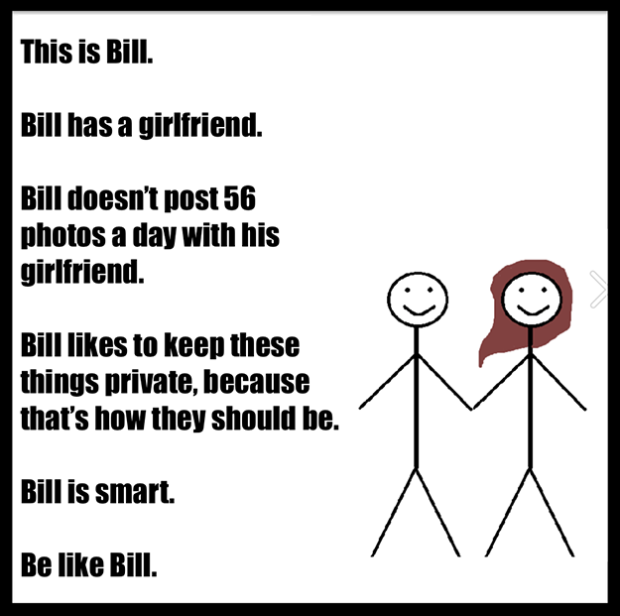 This is Bill.
Bill has a girlfriend.
Bill doesn’t post 56
photos a day with his
girlfriend.
Bill likes to keep these
things private, because
that’s how they should be.
Bill is smart.
Be like Bill.